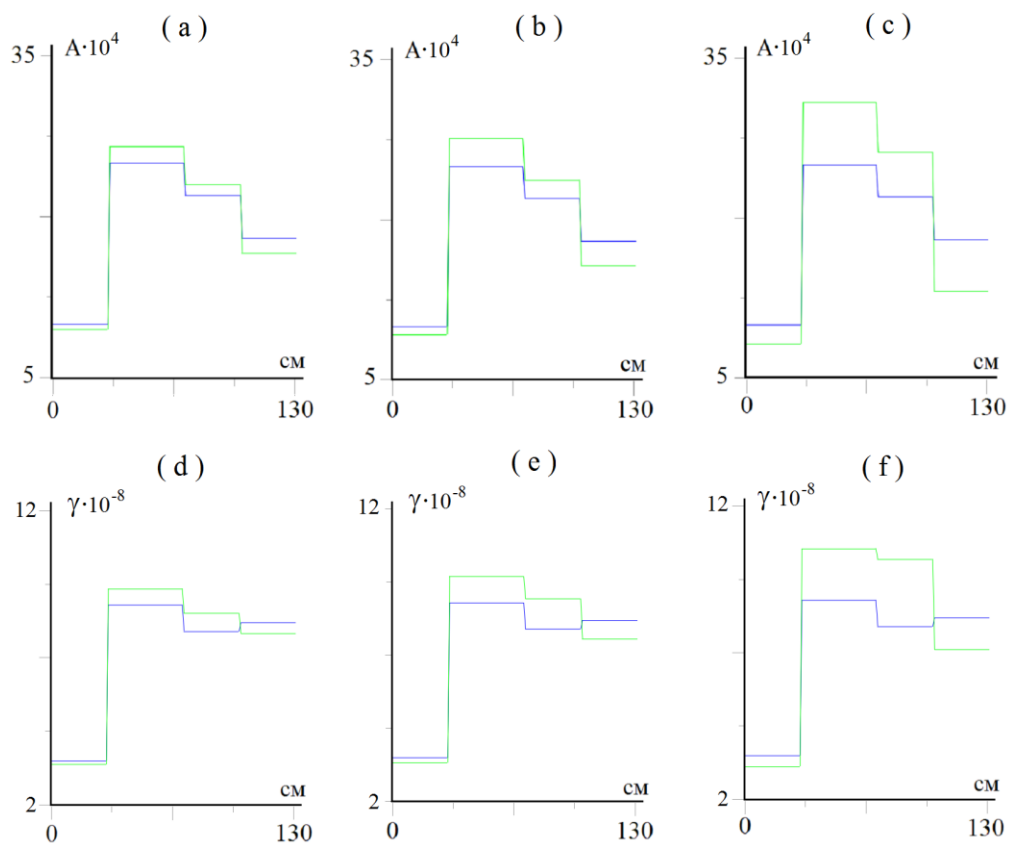 ( a ) ( b ) ( c )
35 A·10⁴ 35 A·10⁴ 35 A·10⁴
см см см
5 5 5
0 130 0 130 0 130
( d ) ( e ) ( f )
12 γ·10⁻⁸ 12 γ·10⁻⁸ 12 γ·10⁻⁸
см см см
2 2 2
0 130 0 130 0 130